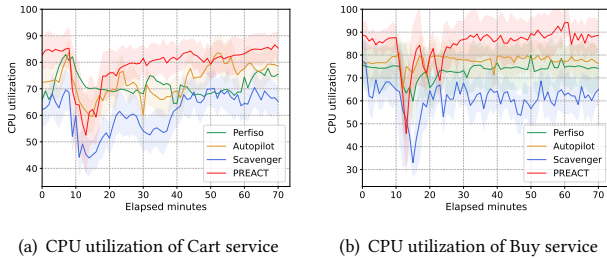 100
90
80
70
60
50
40
CPU utilization
0 10 20 30 40 50 60 70
Elapsed minutes
Perfiso
Autopilot
Scavenger
PREACT
(a) CPU utilization of Cart service
100
90
80
70
60
50
40
30
CPU utilization
0 10 20 30 40 50 60 70
Elapsed minutes
Perfiso
Autopilot
Scavenger
PREACT
(b) CPU utilization of Buy service